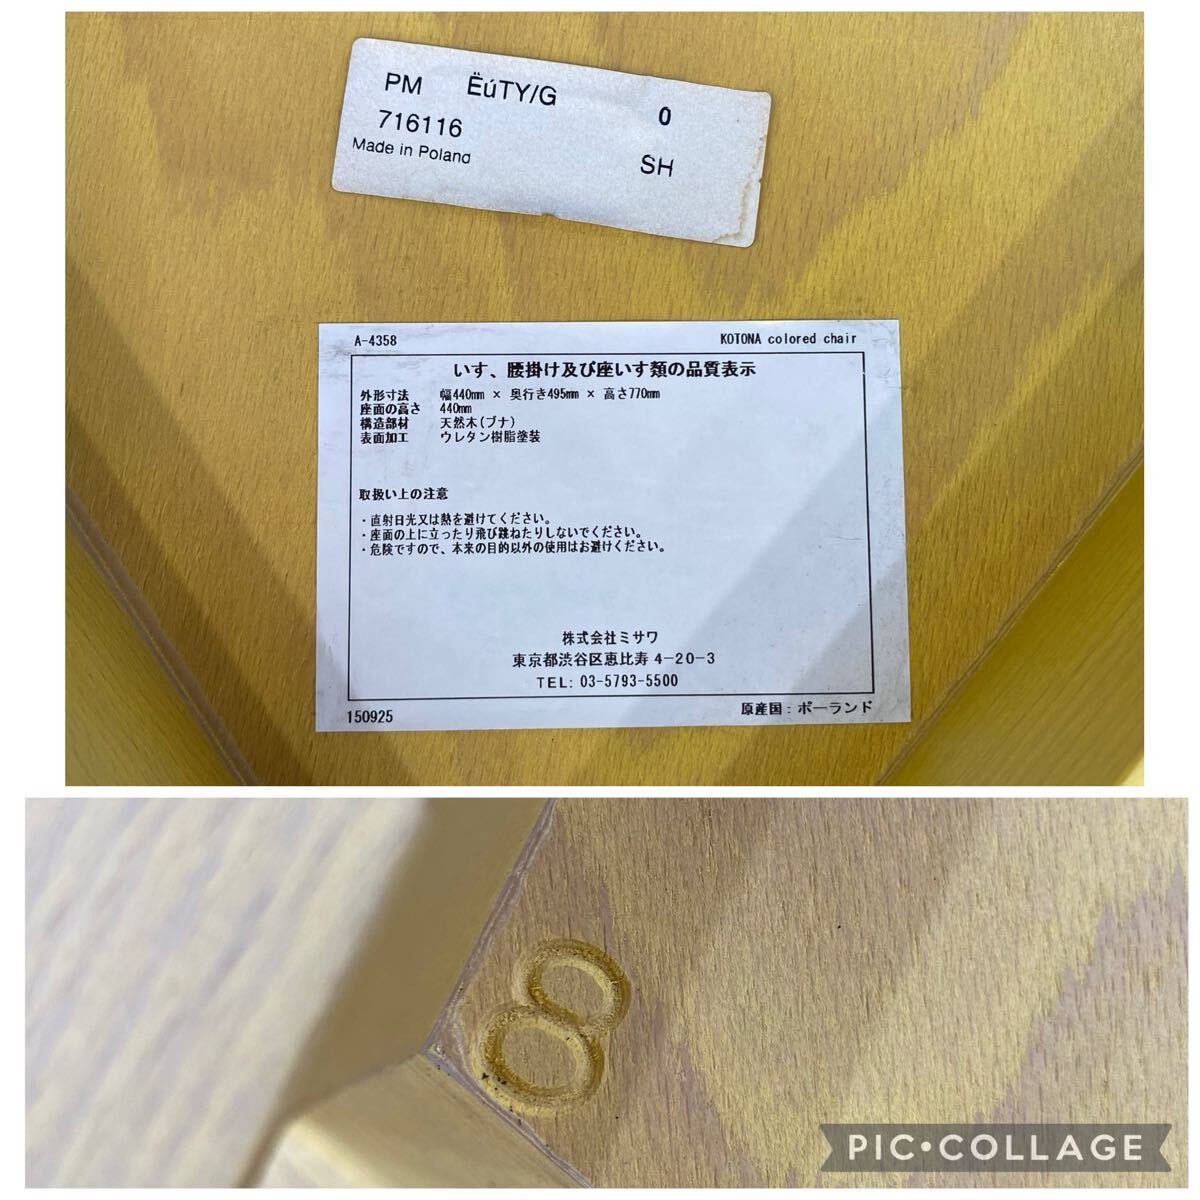 PM ËúTY/G 0
716116
Made in Poland
SH
A-4358 KOTONA colored chair
いす、腰掛け及び座いす類の品質表示
外形寸法 幅440mm × 奥行き495mm × 高さ770mm
座面の高さ 440mm
構造部材 天然木(ブナ)
表面加工 ウレタン樹脂塗装
取扱い上の注意
・直射日光又は熱を避けてください。
・座面の上に立ったり飛び跳ねたりしないでください。
・危険ですので、本来の目的以外の使用はお避けください。
株式会社ミサワ
東京都渋谷区恵比寿 4-20-3
TEL: 03-5793-5500
150925 原産国：ポーランド
8
PIC•COLLAGE